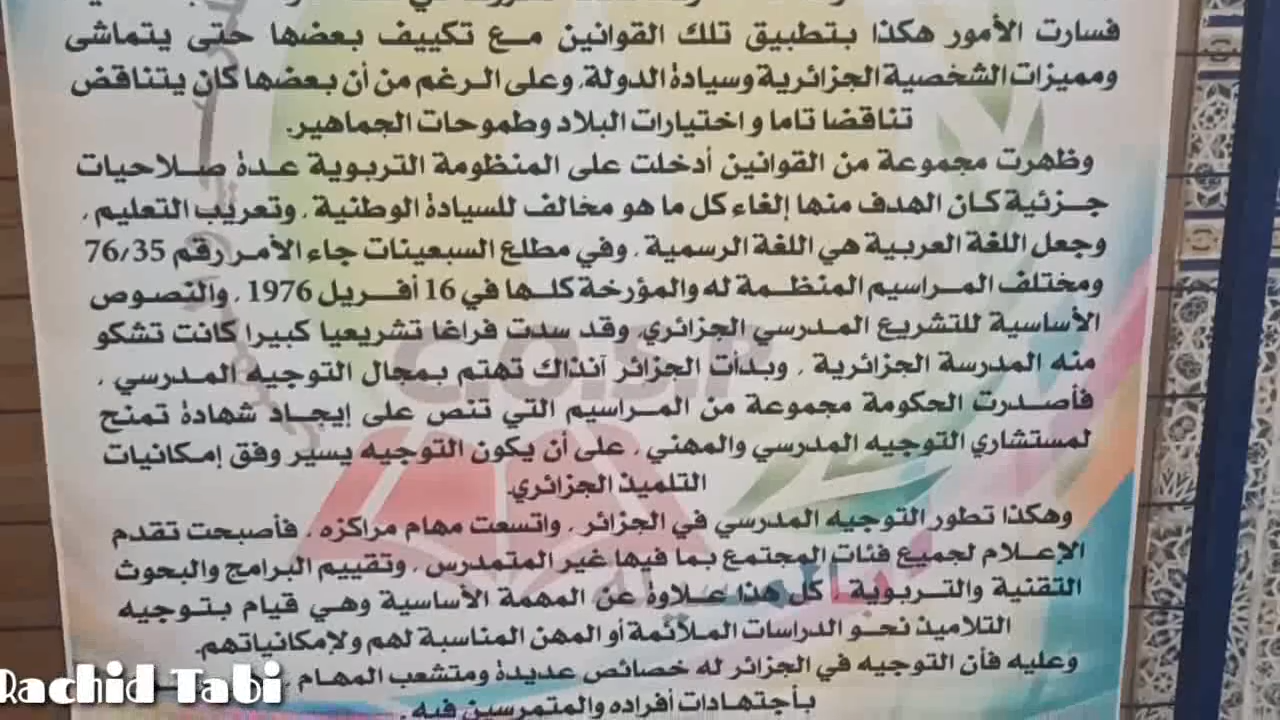 فسارت الأمور هكذا بتطبيق تلك القوانين مع تكييف بعضها حتى يتماشى
ومميزات الشخصية الجزائرية وسيادة الدولة. وعلى الرغم من أن بعضها كان يتناقض
تناقضا تاما و اختيارات البلاد وطموحات الجماهير.
وظهرت مجموعة من القوانين أدخلت على المنظومة التربوية عدة صلاحيات
جزئية كان الهدف منها إلغاء كل ما هو مخالف للسيادة الوطنية . وتعريب التعليم .
وجعل اللغة العربية هي اللغة الرسمية . وفي مطلع السبعينات جاء الأمر رقم 76/35
ومختلف المراسيم المنظمة له والمؤرخة كلها في 16 أفريل 1976 . والنصوص
الأساسية للتشريع المدرسي الجزائري وقد سدت فراغا تشريعيا كبيرا كانت تشكو
منه المدرسة الجزائرية . وبدأت الجزائر آنذاك تهتم بمجال التوجيه المدرسي .
فأصدرت الحكومة مجموعة من المراسيم التي تنص على إيجاد شهادة تمنح
لمستشاري التوجيه المدرسي والمهني . على أن يكون التوجيه يسير وفق إمكانيات
التلميذ الجزائري.
وهكذا تطور التوجيه المدرسي في الجزائر . واتسعت مهام مراكزه . فأصبحت تقدم
الإعلام لجميع فئات المجتمع بما فيها غير المتمدرس . وتقييم البرامج والبحوث
التقنية والتربوية . كل هذا علاوة عن المهمة الأساسية وهي قيام بتوجيه
التلاميذ نحو الدراسات الملائمة أو المهن المناسبة لهم ولإمكانياتهم.
وعليه فأن التوجيه في الجزائر له خصائص عديدة ومتشعب المهام
بأجتهادات أفراده والمتمرسين فيه .
C.O.S.P
Rachid Tabi